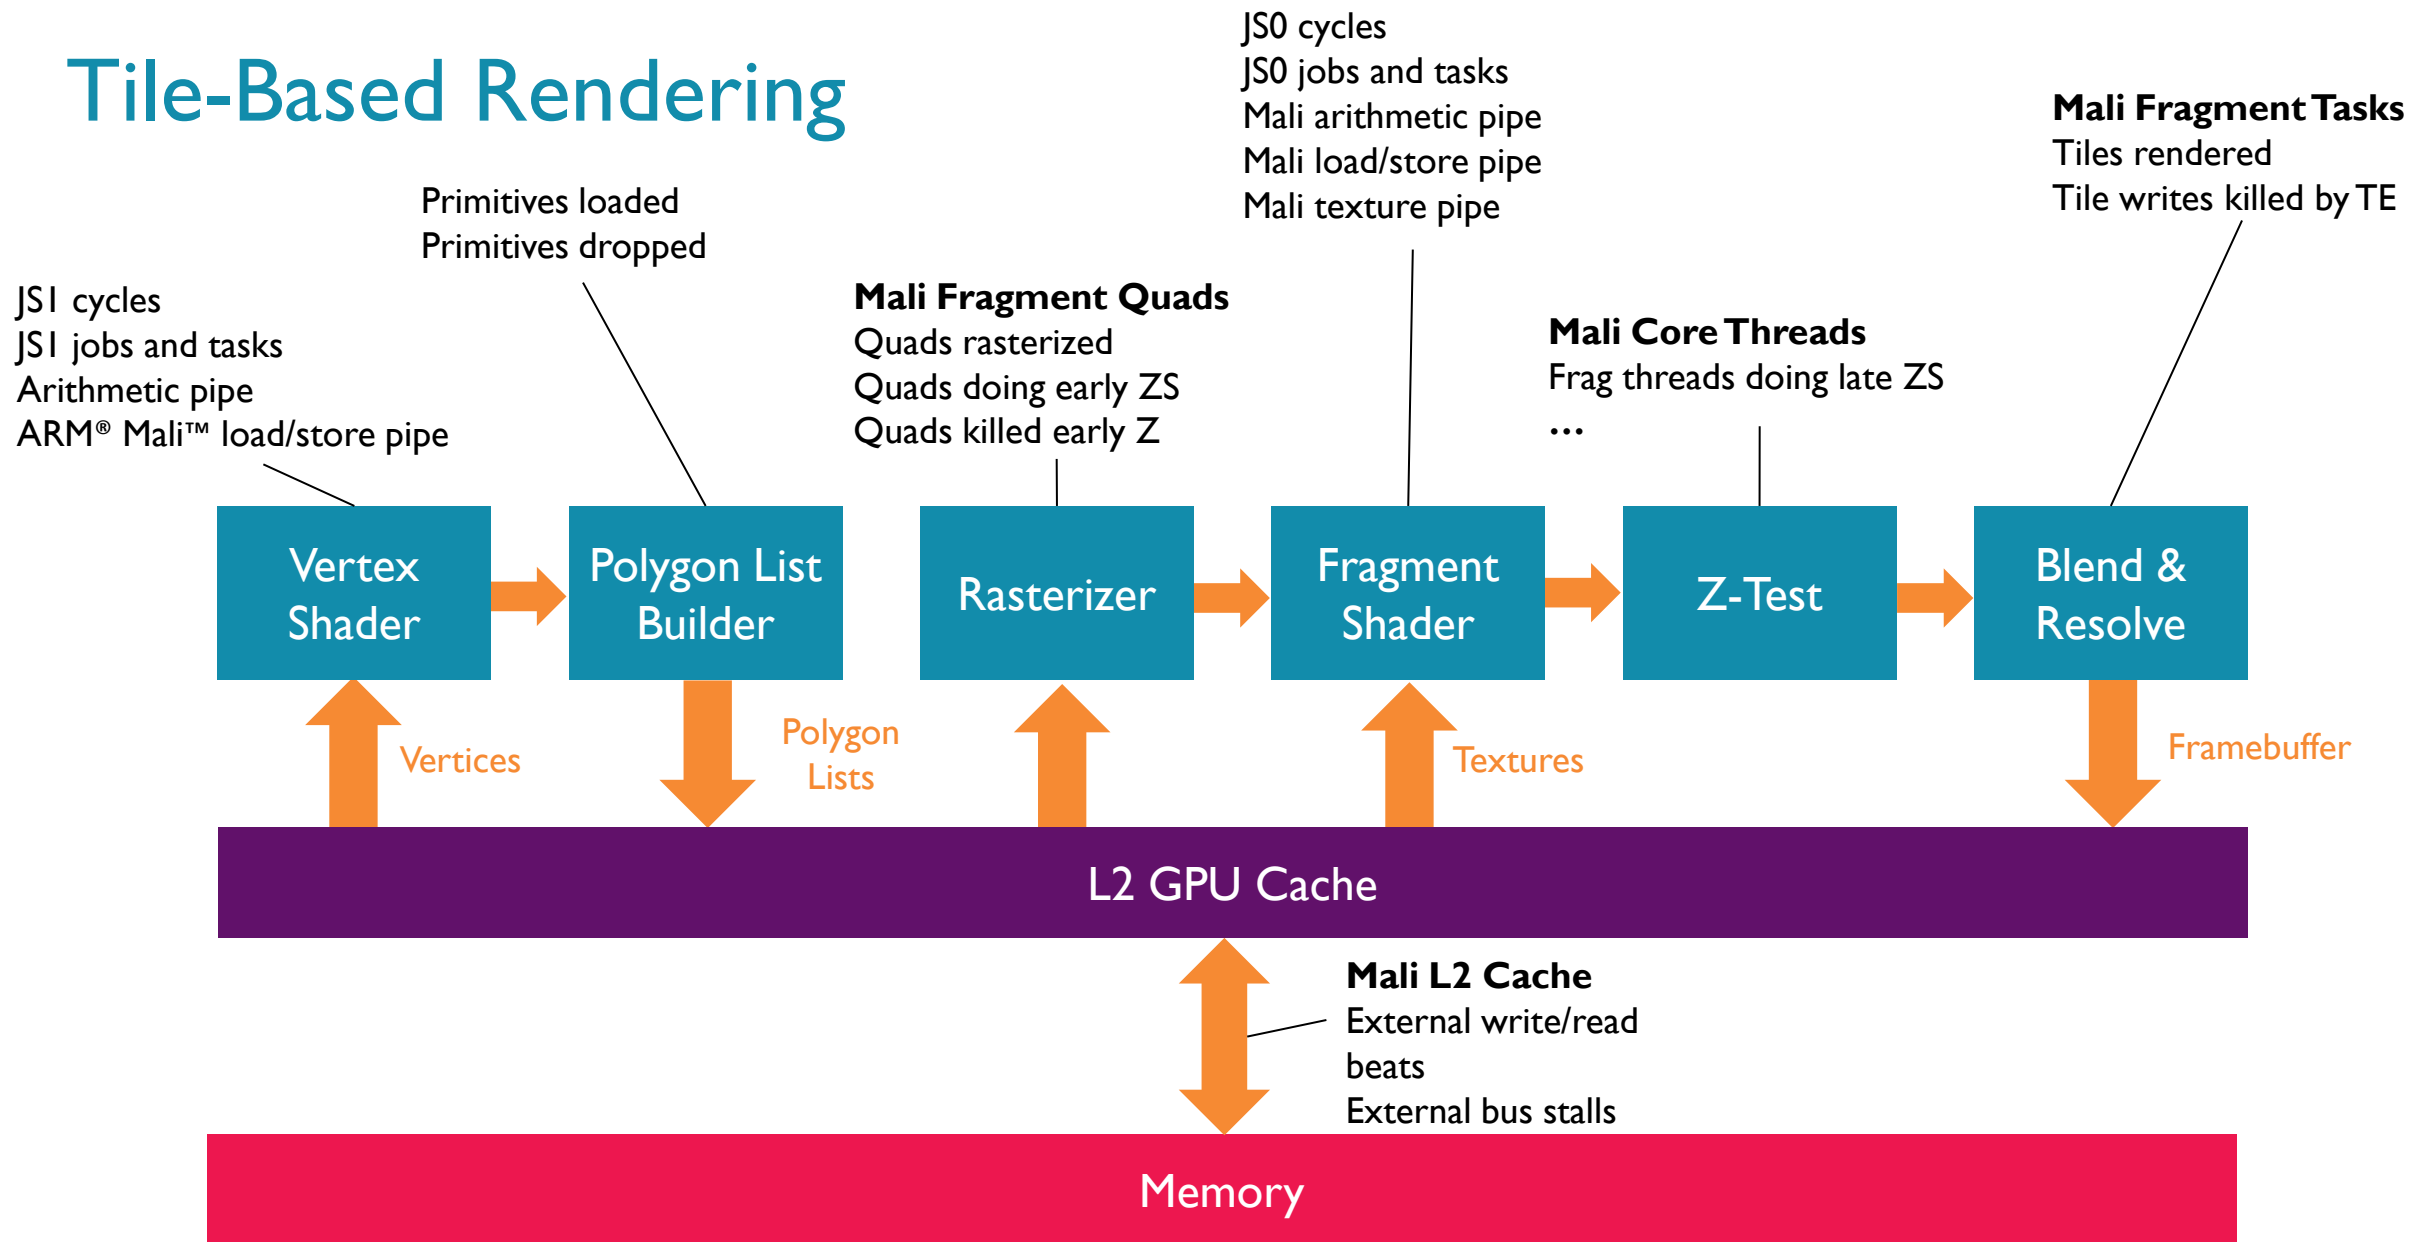 Tile-Based Rendering
JS0 cycles
JS0 jobs and tasks
Mali arithmetic pipe
Mali load/store pipe
Mali texture pipe
Mali Fragment Tasks
Tiles rendered
Tile writes killed by TE
Primitives loaded
Primitives dropped
JS1 cycles
JS1 jobs and tasks
Arithmetic pipe
ARM® Mali™ load/store pipe
Mali Fragment Quads
Quads rasterized
Quads doing early ZS
Quads killed early Z
Mali Core Threads
Frag threads doing late ZS
...
Vertex
Shader
Polygon List
Builder
Rasterizer
Fragment
Shader
Z-Test
Blend &
Resolve
Vertices
Polygon
Lists
Textures
Framebuffer
L2 GPU Cache
Mali L2 Cache
External write/read
beats
External bus stalls
Memory